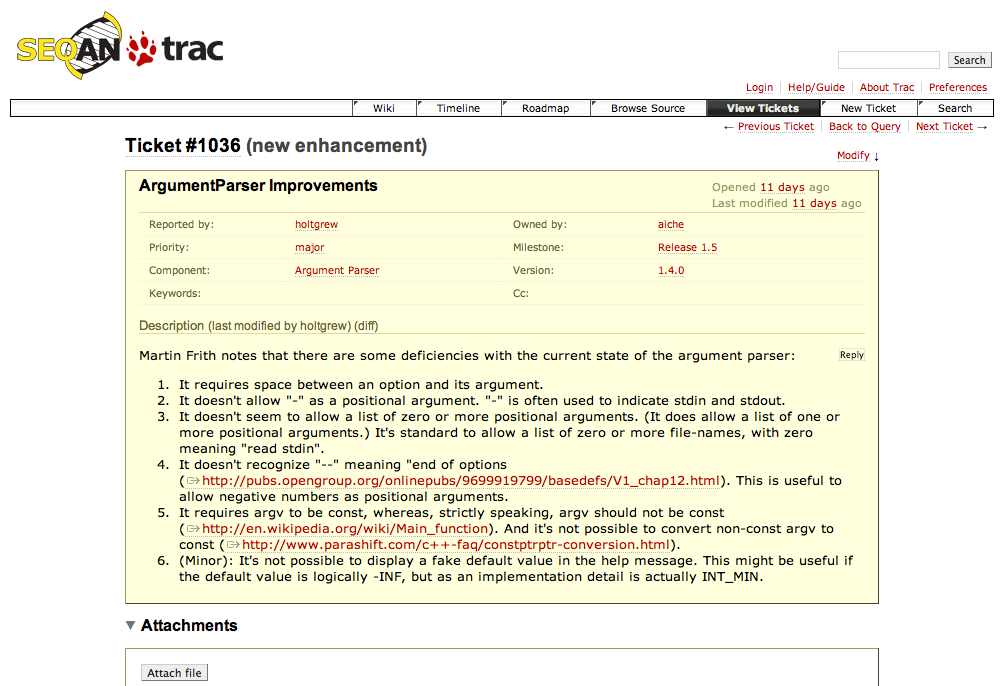 SEQAN trac
Search
Login Help/Guide About Trac Preferences
Wiki Timeline Roadmap Browse Source View Tickets New Ticket Search
← Previous Ticket Back to Query Next Ticket →
Ticket #1036 (new enhancement)
Modify ↓
ArgumentParser Improvements
Opened 11 days ago
Last modified 11 days ago
Reported by: holtgrew Owned by: aiche
Priority: major Milestone: Release 1.5
Component: Argument Parser Version: 1.4.0
Keywords: Cc:
Description (last modified by holtgrew) (diff)
Martin Frith notes that there are some deficiencies with the current state of the argument parser: Reply
1. It requires space between an option and its argument.
2. It doesn't allow "-" as a positional argument. "-" is often used to indicate stdin and stdout.
3. It doesn't seem to allow a list of zero or more positional arguments. (It does allow a list of one or
more positional arguments.) It's standard to allow a list of zero or more file-names, with zero
meaning "read stdin".
4. It doesn't recognize "--" meaning "end of options
(http://pubs.opengroup.org/onlinepubs/9699919799/basedefs/V1_chap12.html). This is useful to
allow negative numbers as positional arguments.
5. It requires argv to be const, whereas, strictly speaking, argv should not be const
(http://en.wikipedia.org/wiki/Main_function). And it's not possible to convert non-const argv to
const (http://www.parashift.com/c++-faq/constptrptr-conversion.html).
6. (Minor): It's not possible to display a fake default value in the help message. This might be useful if
the default value is logically -INF, but as an implementation detail is actually INT_MIN.
Attachments
Attach file